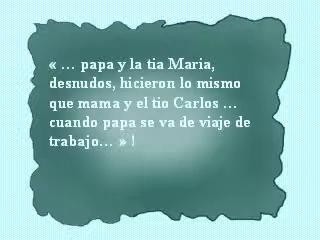 « ... papa y la tia Maria,
desnudos, hicieron lo mismo
que mama y el tio Carlos ...
cuando papa se va de viaje de
trabajo... » !